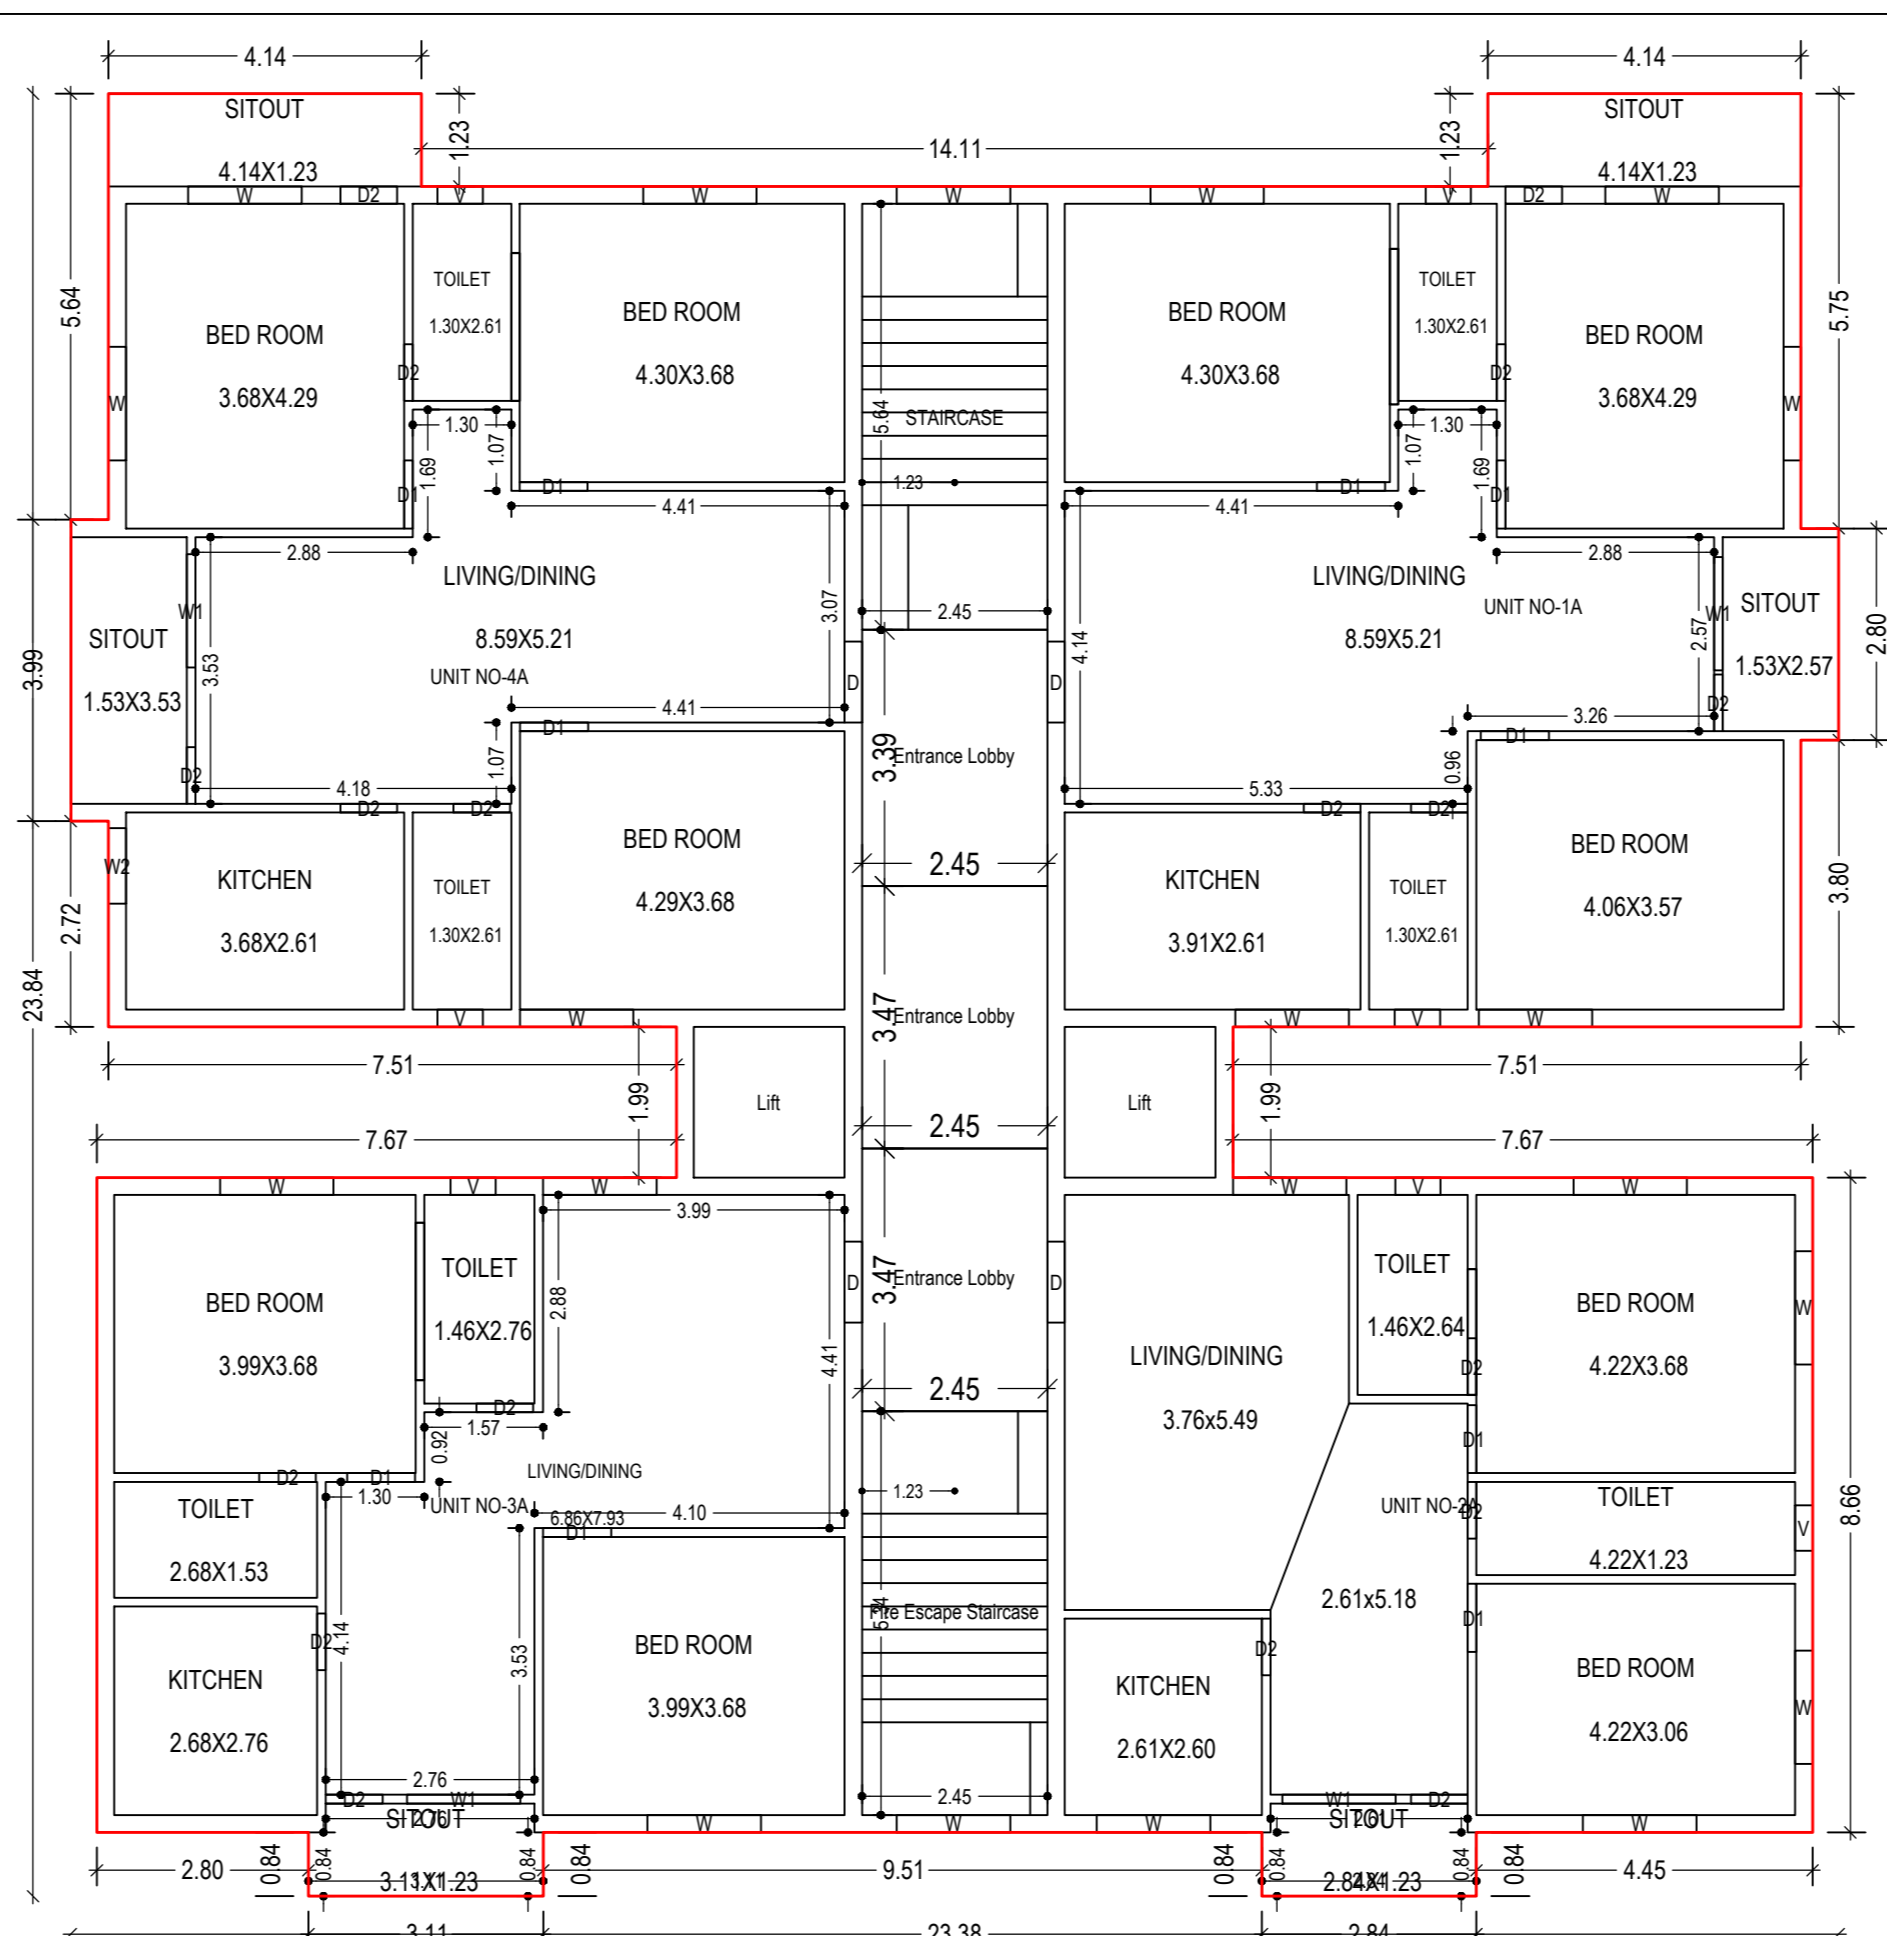 4.14
4.14
SITOUT
4.14X1.23
1.23
14.11
1.23
SITOUT
4.14X1.23
W
D2
V
W
W
W
V
D2
W
5.64
BED ROOM
3.68X4.29
TOILET
1.30X2.61
BED ROOM
4.30X3.68
5.64
STAIRCASE
1.23
BED ROOM
4.30X3.68
TOILET
1.30X2.61
BED ROOM
3.68X4.29
5.75
W
D2
D1
1.30
1.69
1.07
D1
4.41
D1
4.41
1.30
1.07
1.69
D2
D1
W
3.99
SITOUT
1.53X3.53
W1
D2
2.88
3.53
LIVING/DINING
8.59X5.21
UNIT NO-4A
3.07
4.41
D1
1.07
4.18
D2
D2
D
2.45
D
4.14
LIVING/DINING
8.59X5.21
UNIT NO-1A
2.88
2.57
W1
D2
SITOUT
1.53X2.57
2.80
3.26
D1
0.96
5.33
D2
D2
3.39
Entrance Lobby
2.45
23.84
2.72
W2
KITCHEN
3.68X2.61
TOILET
1.30X2.61
BED ROOM
4.29X3.68
KITCHEN
3.91X2.61
TOILET
1.30X2.61
BED ROOM
4.06X3.57
3.80
V
W
3.47
Entrance Lobby
2.45
W
V
W
7.51
1.99
Lift
Lift
1.99
7.51
7.67
7.67
W
V
W
W
V
W
BED ROOM
3.99X3.68
TOILET
1.46X2.76
D2
3.99
2.88
4.41
D
3.47
Entrance Lobby
2.45
D
LIVING/DINING
3.76x5.49
TOILET
1.46X2.64
D2
BED ROOM
4.22X3.68
W
1.57
0.92
D2
D1
1.30
LIVING/DINING
UNIT NO-3A
6.86X7.93
4.10
D1
1.23
UNIT NO-2A
D1
D2
TOILET
4.22X1.23
V
8.66
TOILET
2.68X1.53
Fire Escape Staircase
2.61x5.18
D1
D2
4.14
3.53
BED ROOM
3.99X3.68
KITCHEN
2.68X2.76
KITCHEN
2.61X2.60
D2
BED ROOM
4.22X3.06
W
2.76
2.45
D2
W1
W
W
W
W1
D2
W
SITOUT
2.76
SITOUT
2.61
2.80
0.84
0.84
3.11X1.23
0.84
0.84
9.51
0.84
0.84
2.84X1.23
0.84
0.84
4.45
3.11
23.38
2.84